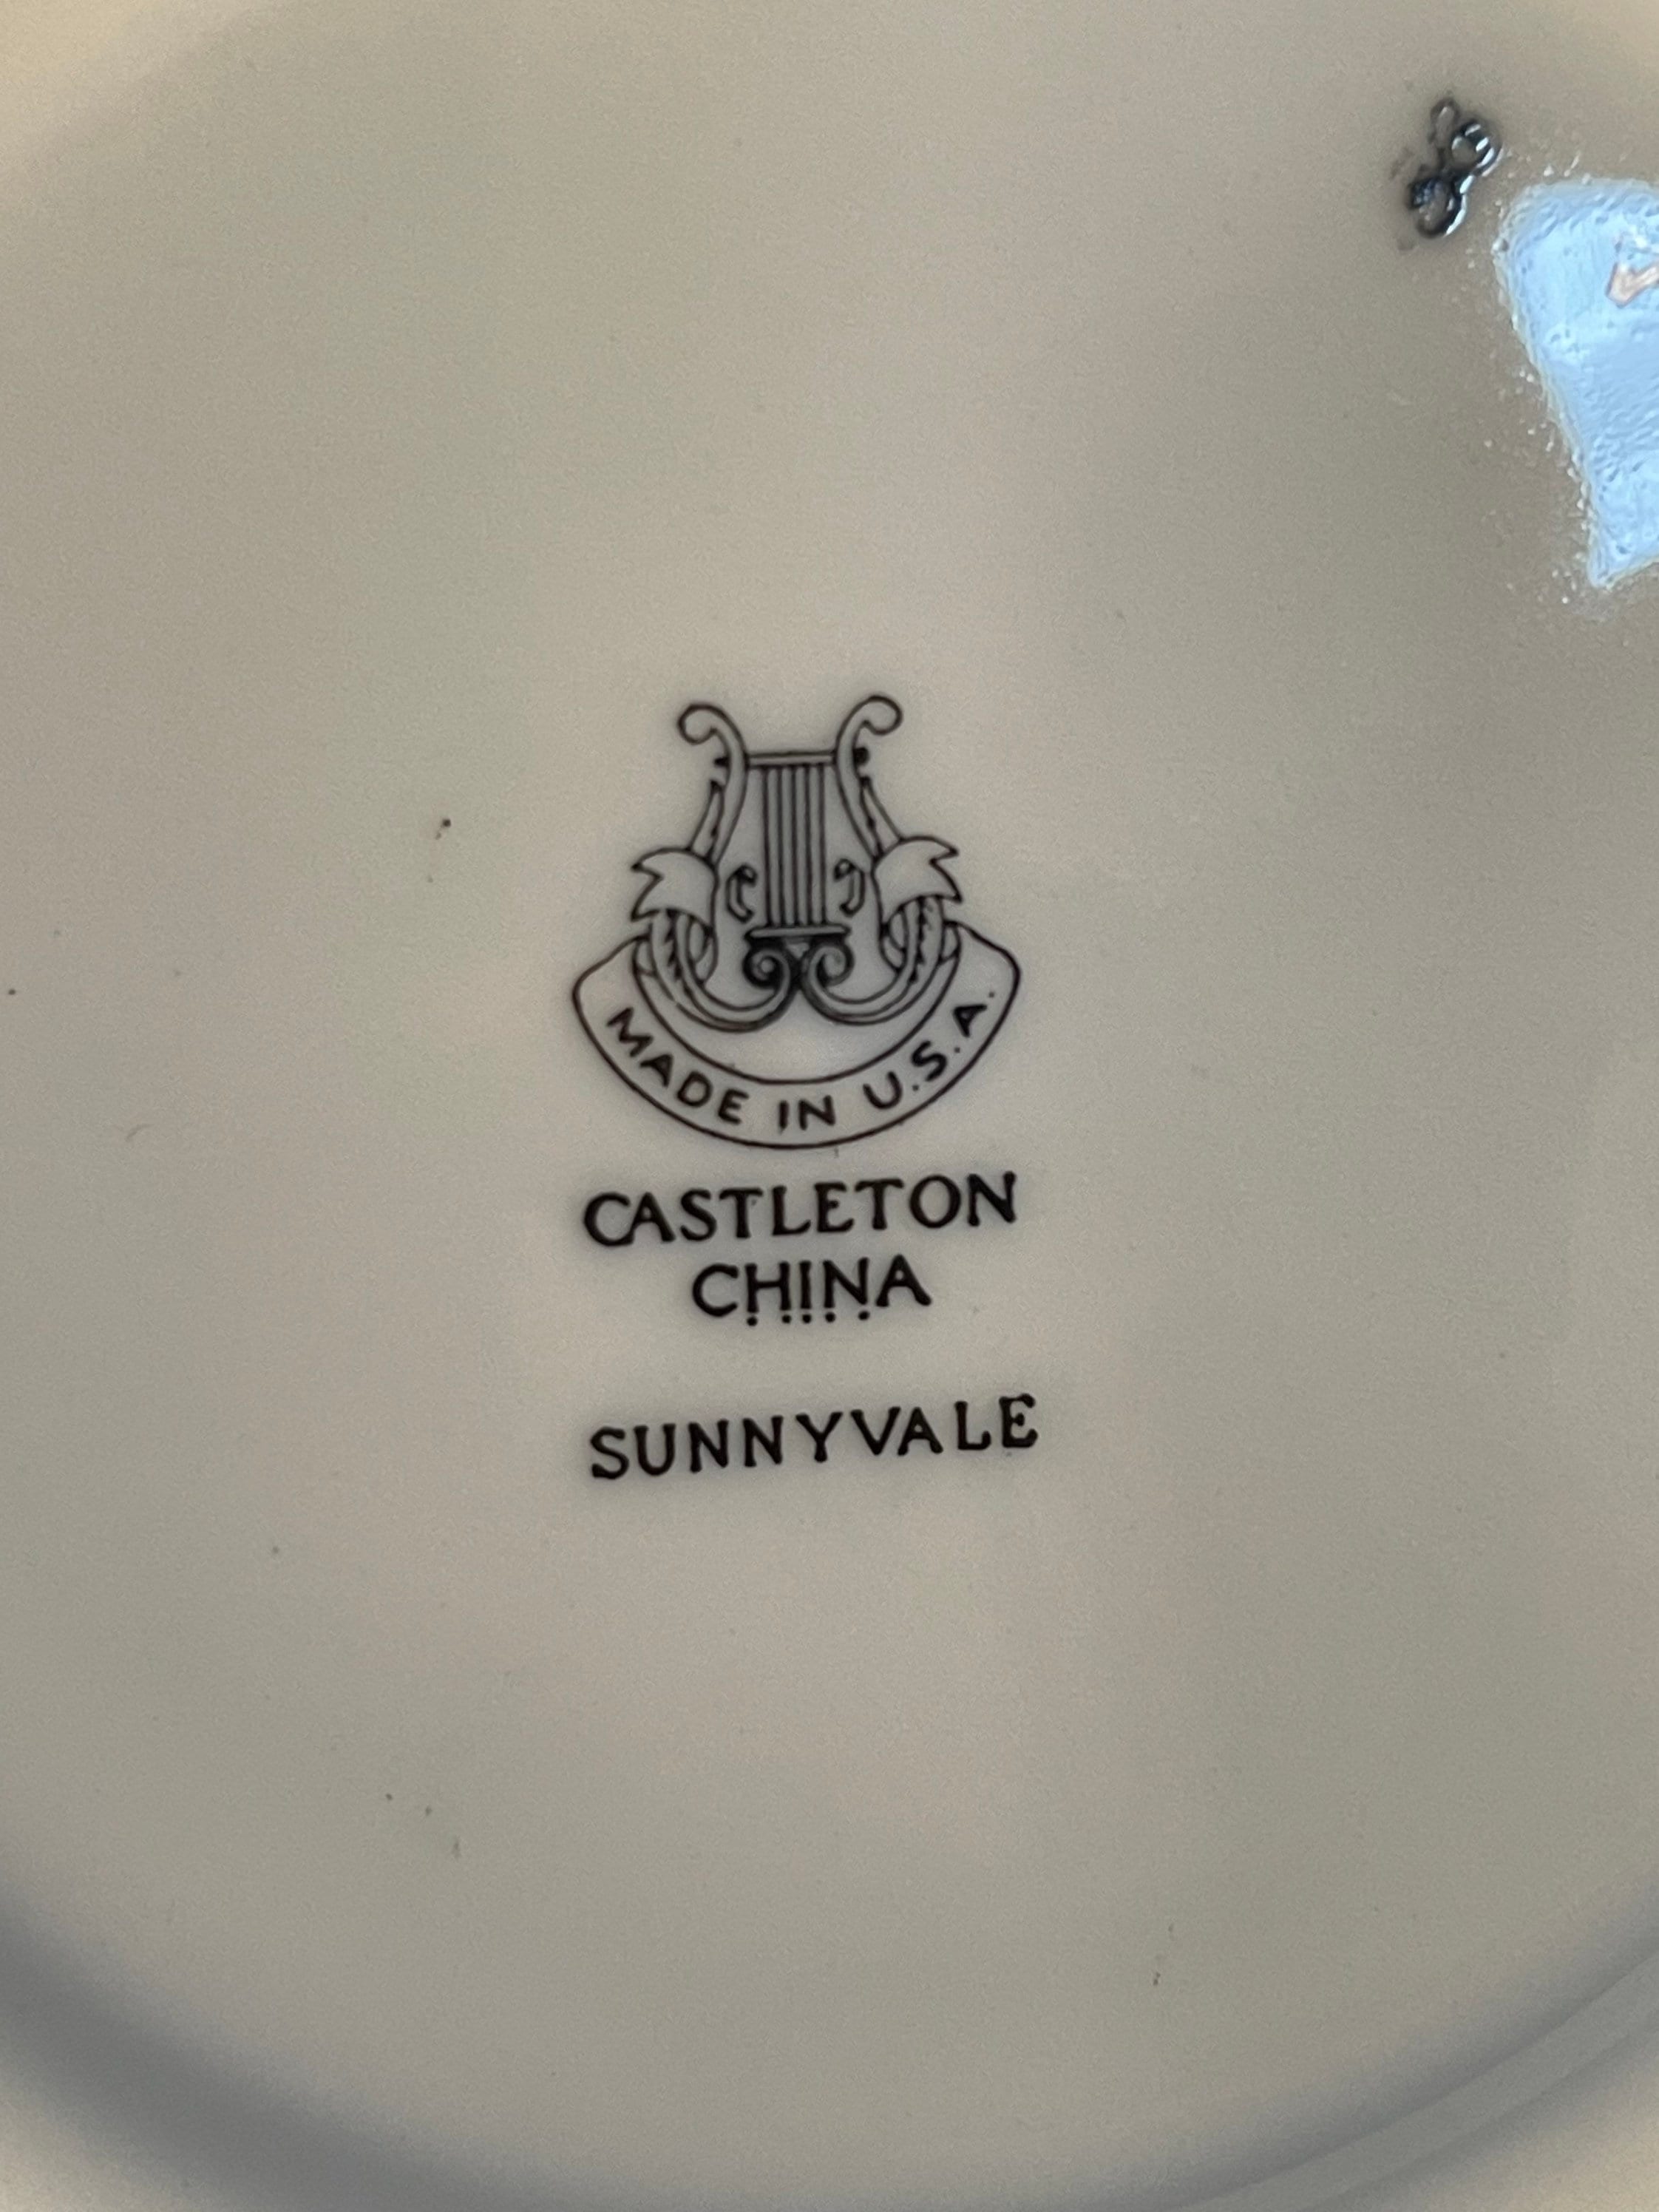 MADE IN U.S.A.
CASTLETON
CHINA
SUNNYVALE